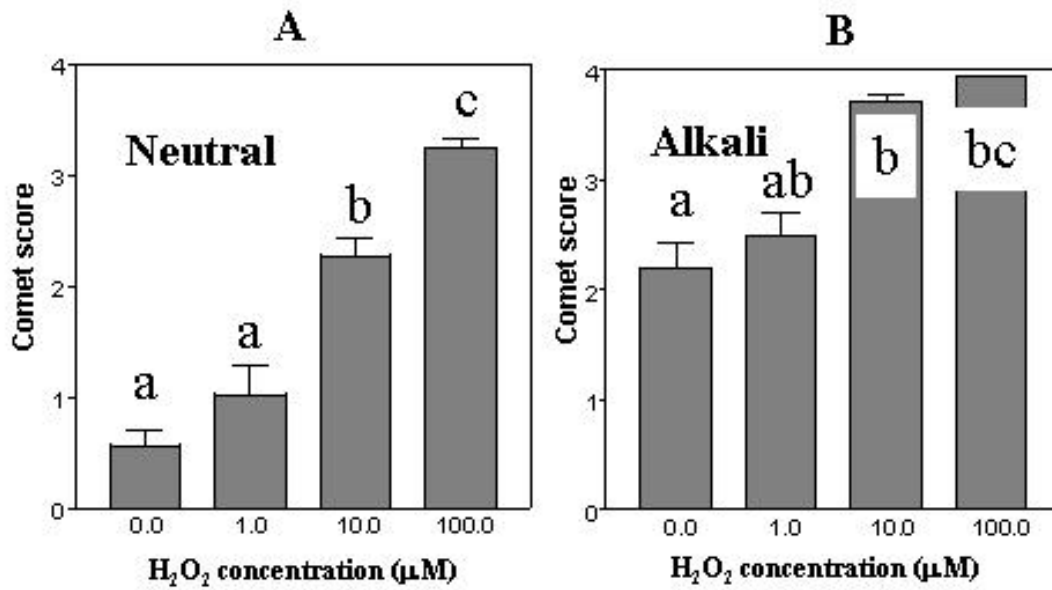 A
4
3
2
1
0
Comet score
Neutral
a
a
b
c
0.0 1.0 10.0 100.0
H₂O₂ concentration (μM)
B
4
3
2
1
0
Comet score
Alkali
a
ab
b
bc
0.0 1.0 10.0 100.0
H₂O₂ concentration (μM)